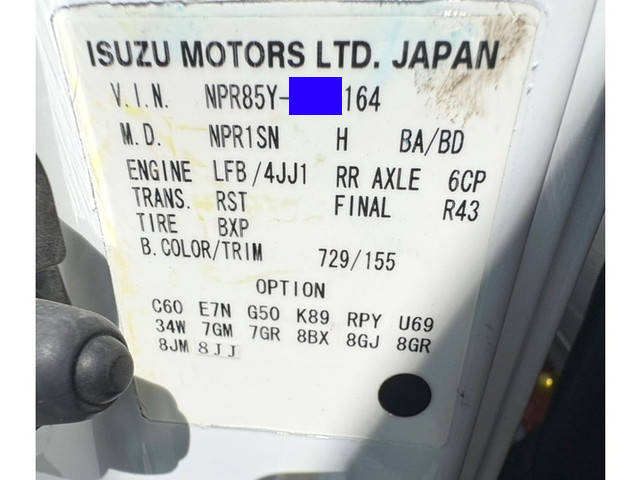 ISUZU MOTORS LTD. JAPAN
V.I.N. NPR85Y-164
M.D. NPR1SN H BA/BD
ENGINE LFB/4JJ1 RR AXLE 6CP
TRANS. RST FINAL R43
TIRE BXP
B.COLOR/TRIM 729/155
OPTION
C60 E7N G50 K89 RPY U69
34W 7GM 7GR 8BX 8GJ 8GR
8JM 8JJ